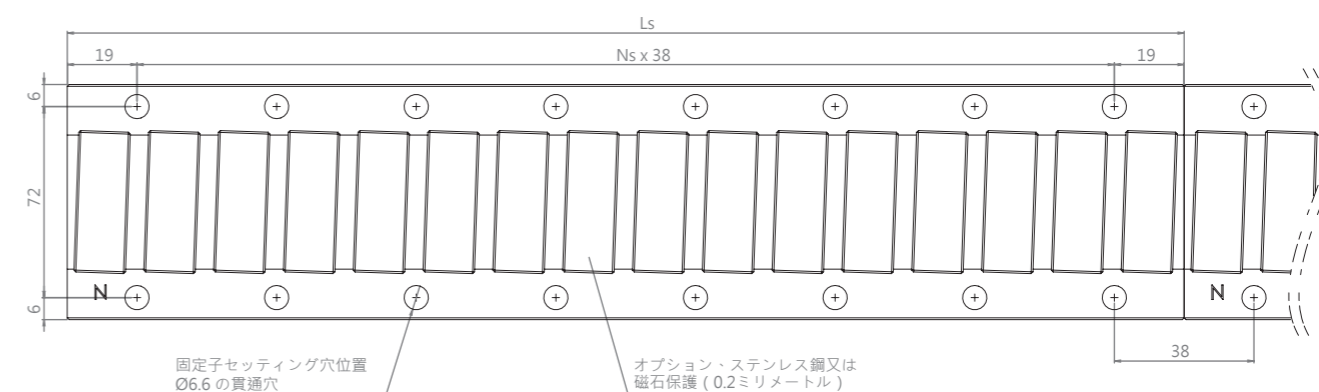 Ls
19
Ns x 38
19
6
72
6
N
N
38
固定子セッティング穴位置
Ø6.6 の貫通穴
オプション、ステンレス鋼又は
磁石保護 ( 0.2ミリメートル )